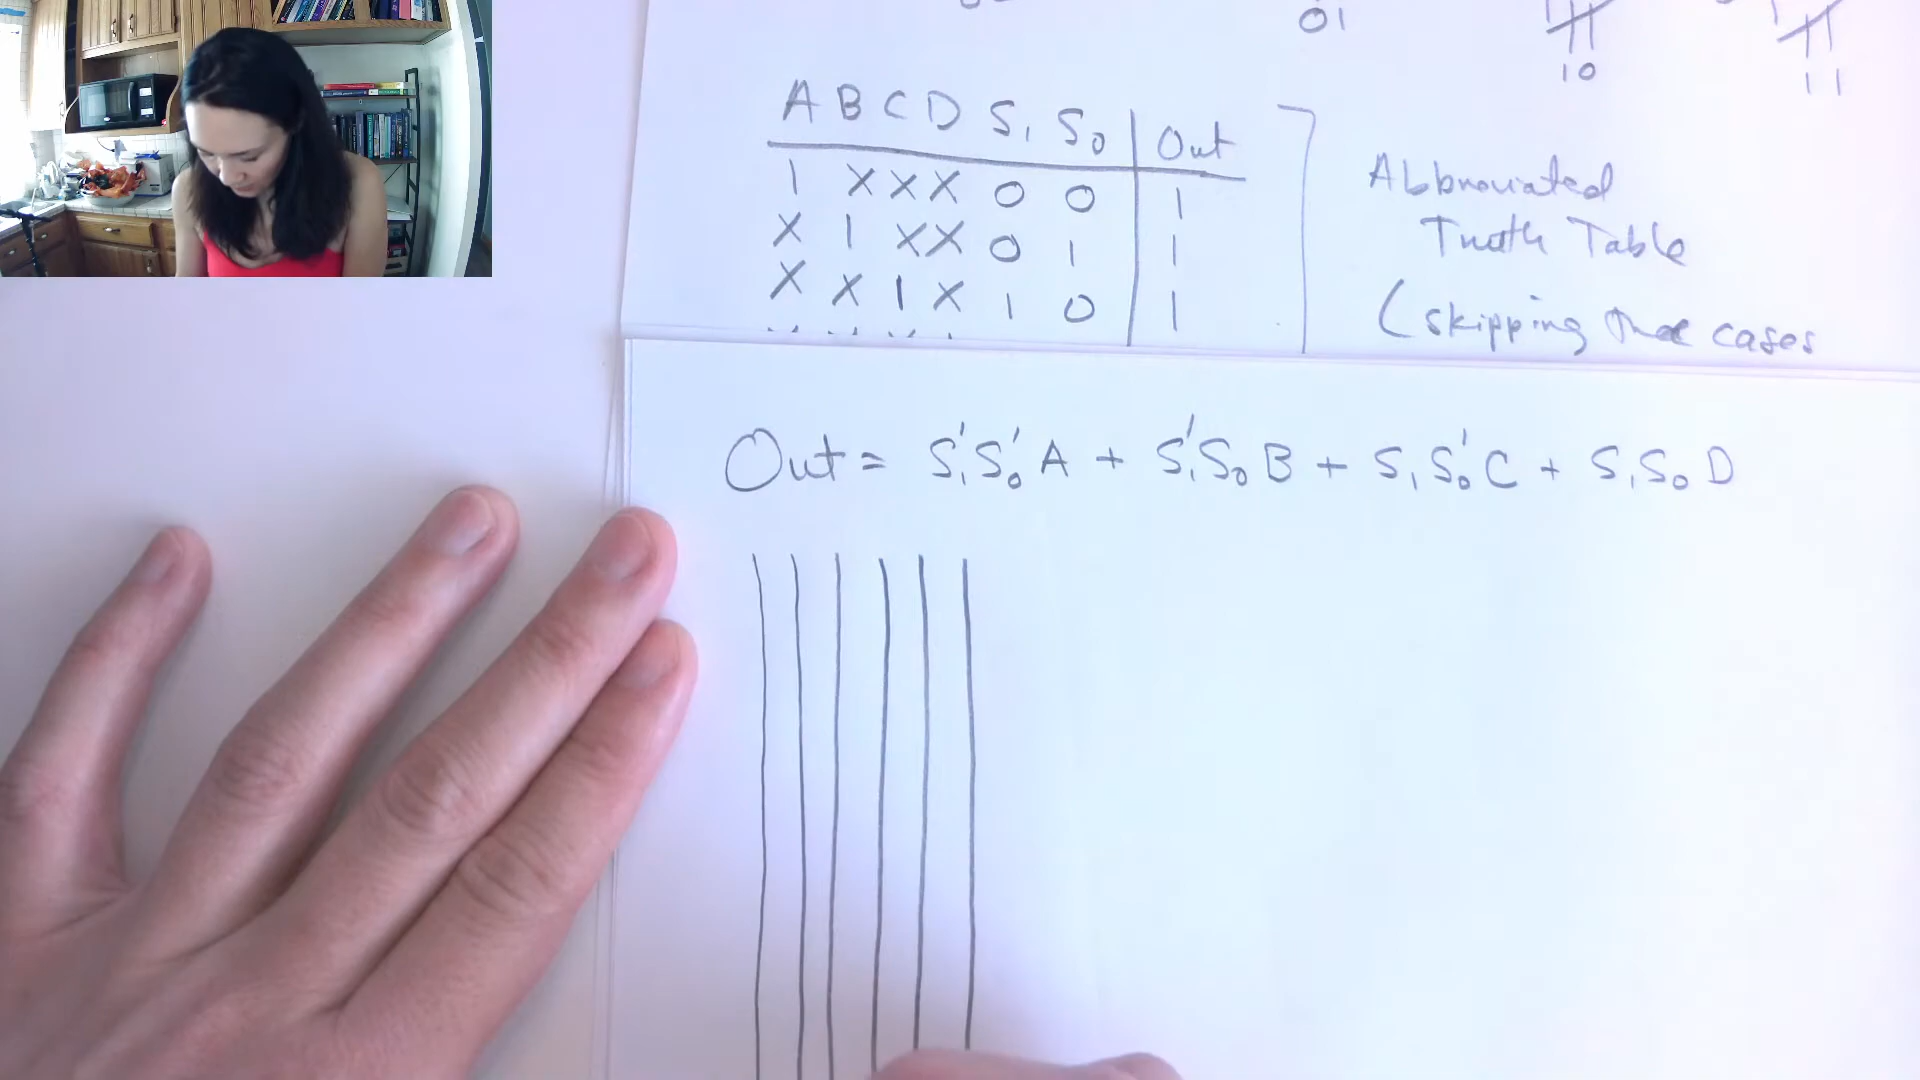 01
10
11
A B C D S₁ S₀ | Out
1 X X X 0 0 | 1
X 1 X X 0 1 | 1
X X 1 X 1 0 | 1
Abbreviated
Truth Table
(skipping the cases
Out = S₁'S₀'A + S₁'S₀B + S₁S₀'C + S₁S₀D